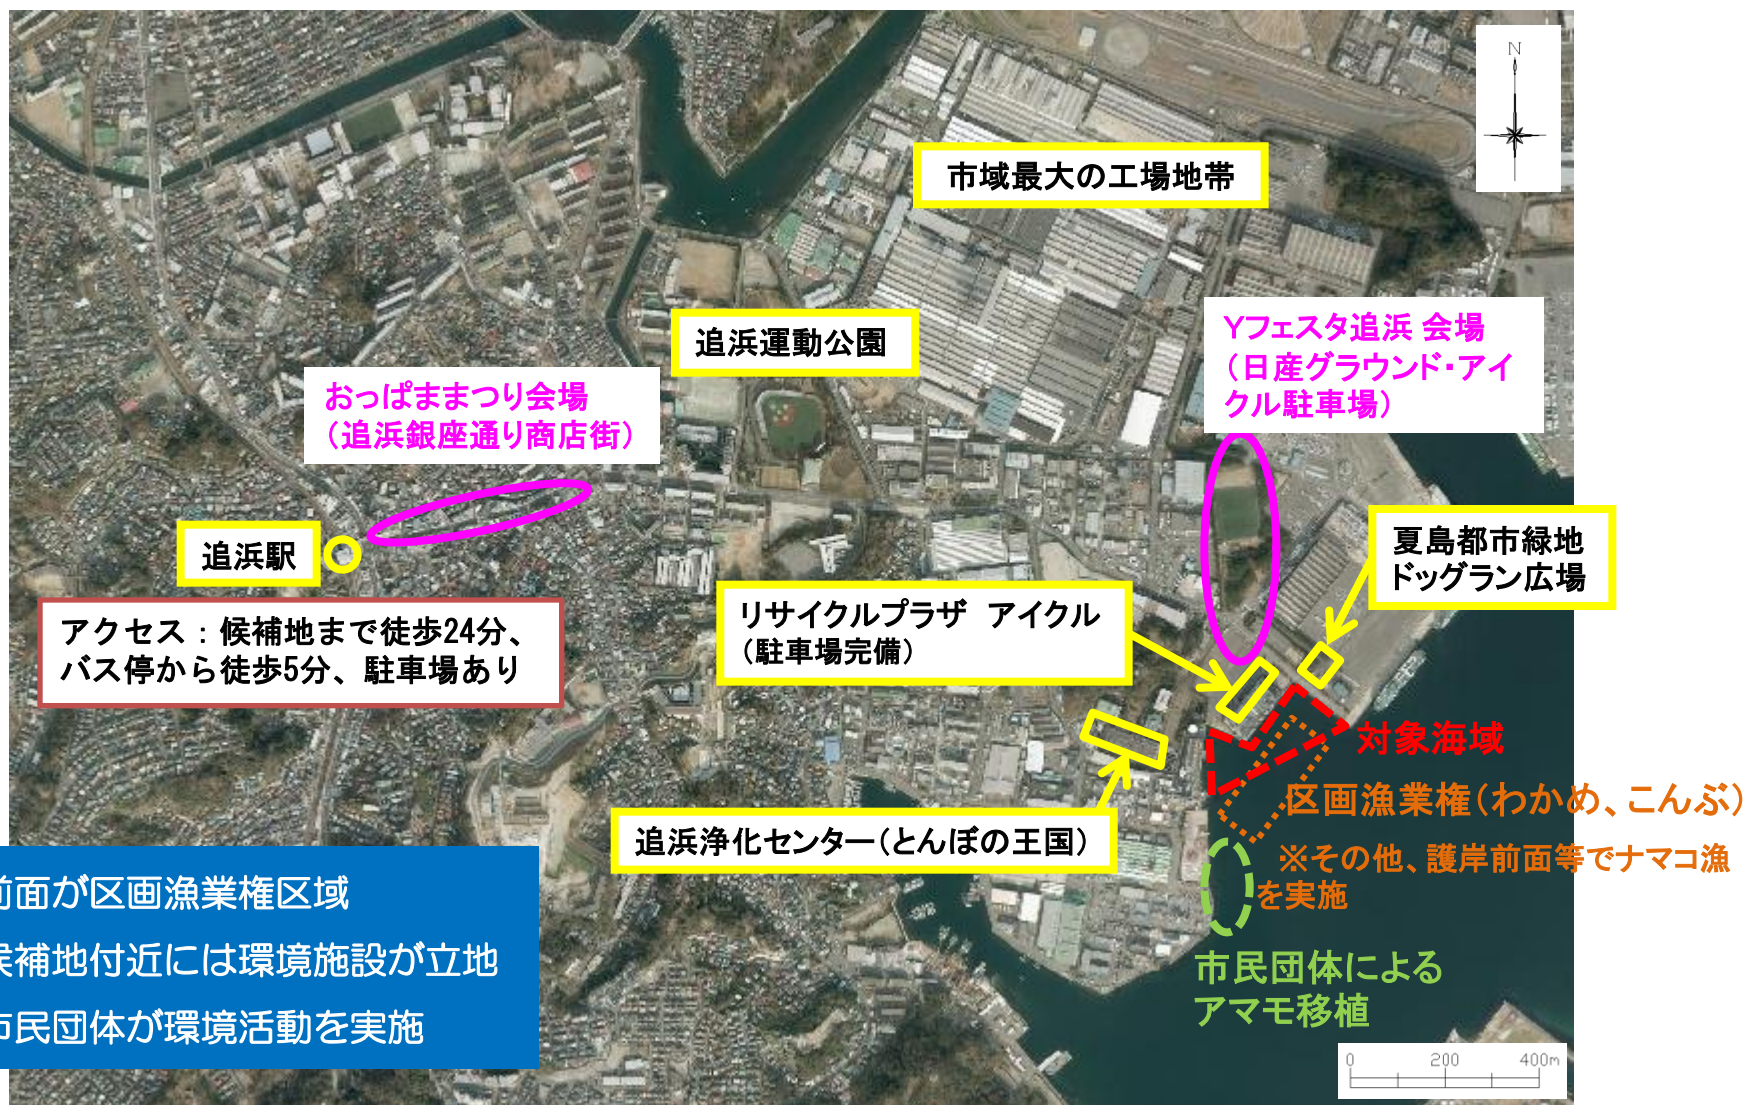 N
市域最大の工場地帯
追浜運動公園
Yフェスタ追浜 会場
（日産グラウンド・アイ
クル駐車場）
おっぱままつり会場
（追浜銀座通り商店街）
追浜駅
夏島都市緑地
ドッグラン広場
リサイクルプラザ　アイクル
（駐車場完備）
アクセス：候補地まで徒歩24分、
バス停から徒歩5分、駐車場あり
対象海域
区画漁業権（わかめ、こんぶ）
追浜浄化センター（とんぼの王国）
※その他、護岸前面等でナマコ漁
を実施
前面が区画漁業権区域
候補地付近には環境施設が立地
市民団体が環境活動を実施
市民団体による
アマモ移植
0 200 400m